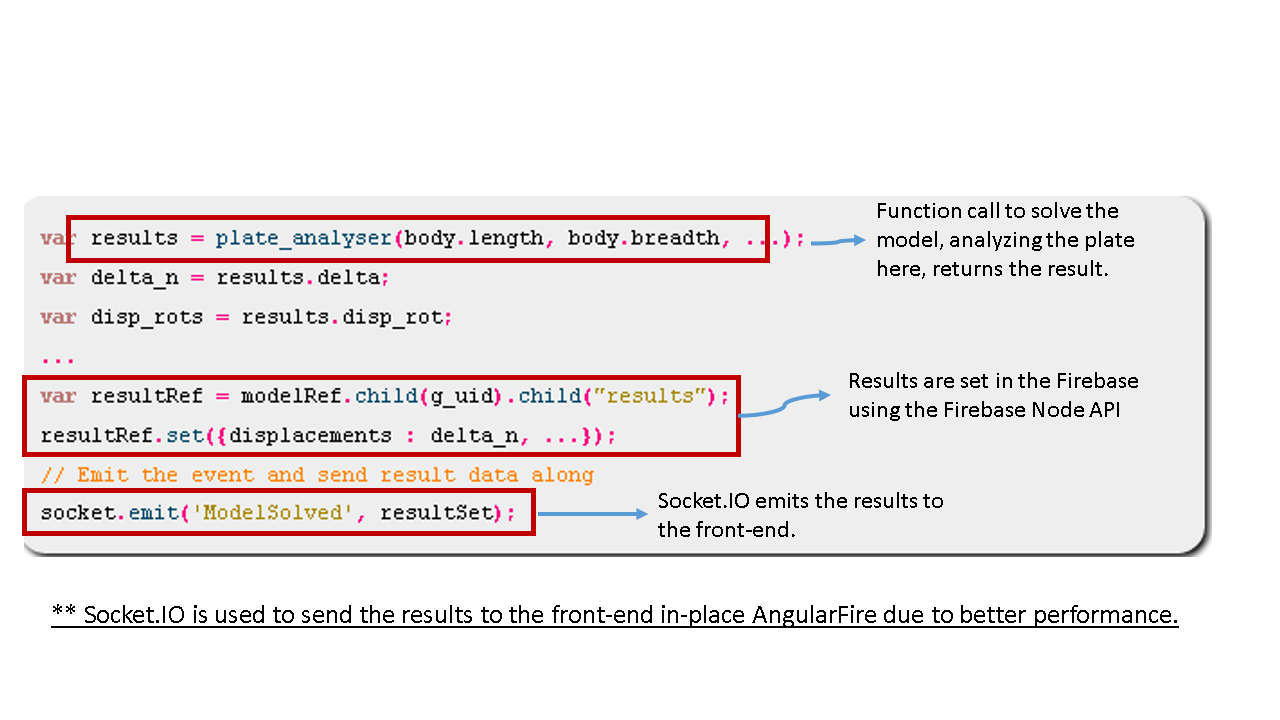 var results = plate_analyser(body.length, body.breadth, ...);
var delta_n = results.delta;
var disp_rots = results.disp_rot;
...
var resultRef = modelRef.child(g_uid).child("results");
resultRef.set({displacements : delta_n, ...});
// Emit the event and send result data along
socket.emit('ModelSolved', resultSet);
Function call to solve the
model, analyzing the plate
here, returns the result.
Results are set in the Firebase
using the Firebase Node API
Socket.IO emits the results to
the front-end.
** Socket.IO is used to send the results to the front-end in-place AngularFire due to better performance.